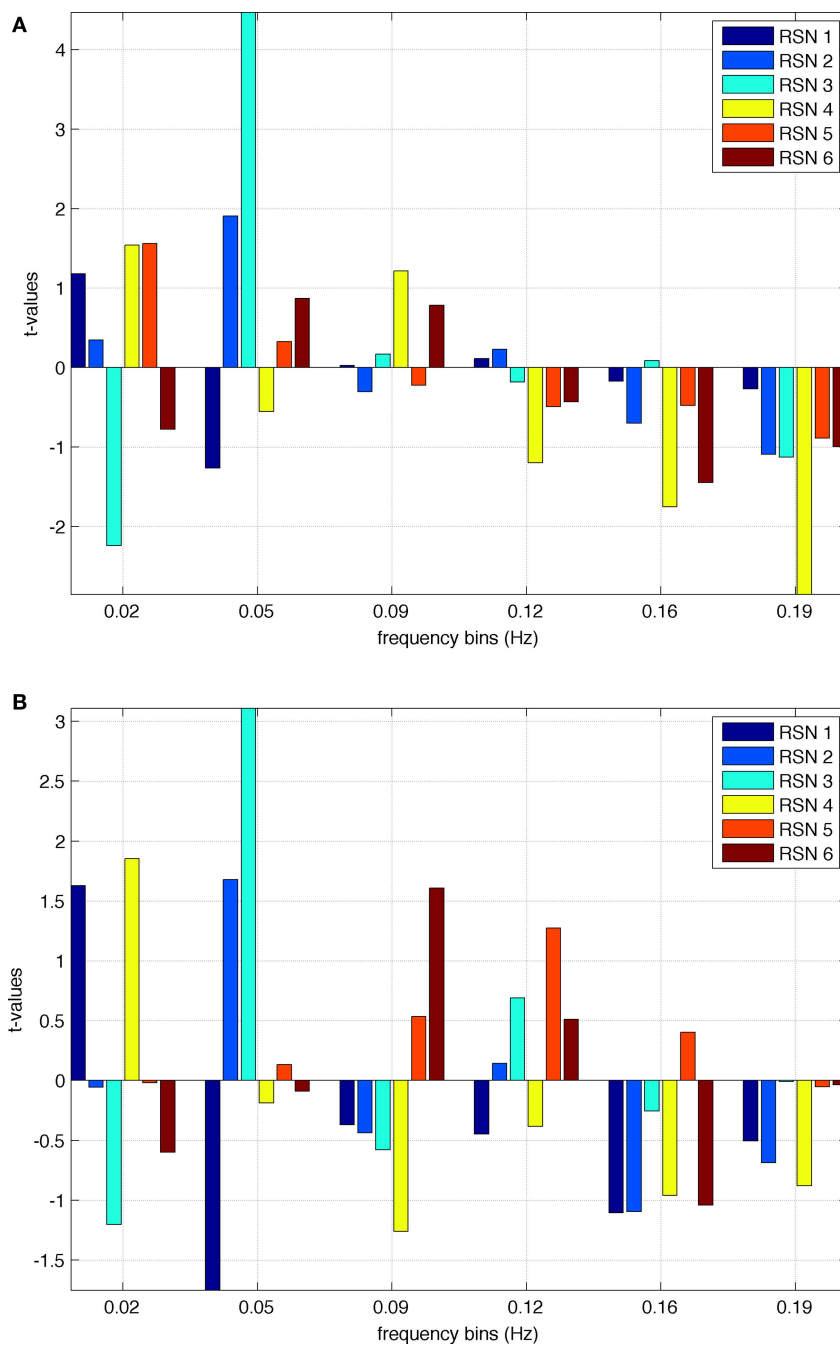 A
4
3
2
1
0
-1
-2
t-values
RSN 1
RSN 2
RSN 3
RSN 4
RSN 5
RSN 6
0.02 0.05 0.09 0.12 0.16 0.19
frequency bins (Hz)
B
3
2.5
2
1.5
1
0.5
0
-0.5
-1
-1.5
t-values
RSN 1
RSN 2
RSN 3
RSN 4
RSN 5
RSN 6
0.02 0.05 0.09 0.12 0.16 0.19
frequency bins (Hz)